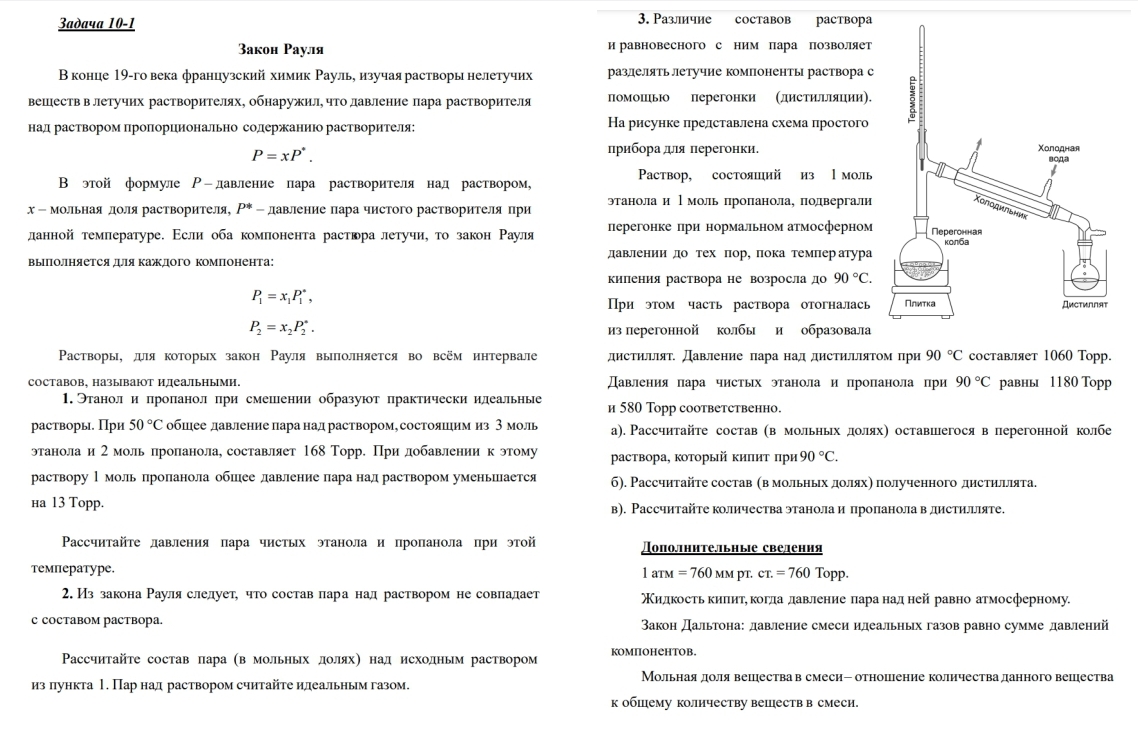 Задача 10-1
Закон Рауля
В конце 19-го века французский химик Рауль, изучая растворы нелетучих
веществ в летучих растворителях, обнаружил, что давление пара растворителя
над раствором пропорционально содержанию растворителя:
P = xP*.
В этой формуле P – давление пара растворителя над раствором,
x – мольная доля растворителя, P* – давление пара чистого растворителя при
данной температуре. Если оба компонента раствора летучи, то закон Рауля
выполняется для каждого компонента:
P₁ = x₁P₁*,
P₂ = x₂P₂*.
Растворы, для которых закон Рауля выполняется во всём интервале
составов, называют идеальными.
1. Этанол и пропанол при смешении образуют практически идеальные
растворы. При 50 °C общее давление пара над раствором, состоящим из 3 моль
этанола и 2 моль пропанола, составляет 168 Торр. При добавлении к этому
раствору 1 моль пропанола общее давление пара над раствором уменьшается
на 13 Торр.
Рассчитайте давления пара чистых этанола и пропанола при этой
температуре.
2. Из закона Рауля следует, что состав пара над раствором не совпадает
с составом раствора.
Рассчитайте состав пара (в мольных долях) над исходным раствором
из пункта 1. Пар над раствором считайте идеальным газом.
3. Различие составов раствора
и равновесного с ним пара позволяет
разделять летучие компоненты раствора с
помощью перегонки (дистилляции).
На рисунке представлена схема простого
прибора для перегонки.
Раствор, состоящий из 1 моль
этанола и 1 моль пропанола, подвергали
перегонке при нормальном атмосферном
давлении до тех пор, пока температура
кипения раствора не возросла до 90 °C.
При этом часть раствора отогналась
из перегонной колбы и образовала
дистиллят. Давление пара над дистиллятом при 90 °C составляет 1060 Торр.
Давления пара чистых этанола и пропанола при 90 °C равны 1180 Торр
и 580 Торр соответственно.
а). Рассчитайте состав (в мольных долях) оставшегося в перегонной колбе
раствора, который кипит при 90 °C.
б). Рассчитайте состав (в мольных долях) полученного дистиллята.
в). Рассчитайте количества этанола и пропанола в дистилляте.
Дополнительные сведения
1 атм = 760 мм рт. ст. = 760 Торр.
Жидкость кипит, когда давление пара над ней равно атмосферному.
Закон Дальтона: давление смеси идеальных газов равно сумме давлений
компонентов.
Мольная доля вещества в смеси – отношение количества данного вещества
к общему количеству веществ в смеси.
Термометр
Холодная
вода
Холодильник
Перегонная
колба
Плитка
Дистиллят